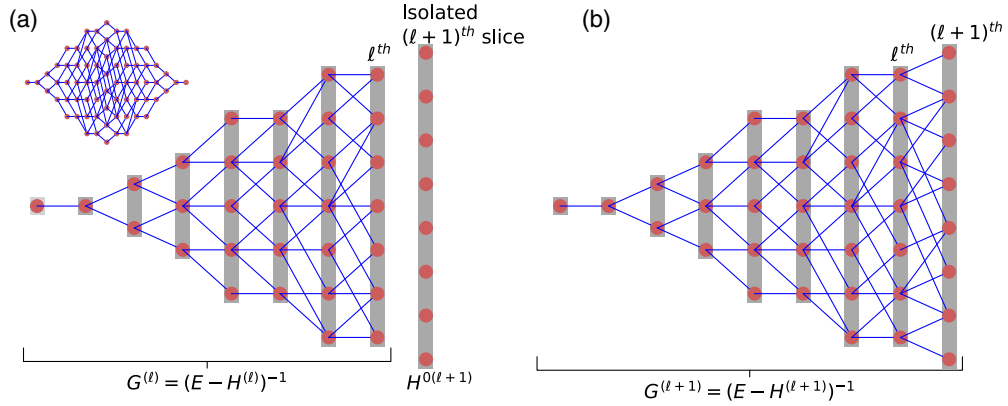 (a)
Isolated
(ℓ+1)^{th} slice
ℓ^{th}
G^{(ℓ)} = (E − H^{(ℓ)})^{−1}
H^{0(ℓ+1)}
(b)
(ℓ+1)^{th}
ℓ^{th}
G^{(ℓ+1)} = (E − H^{(ℓ+1)})^{−1}